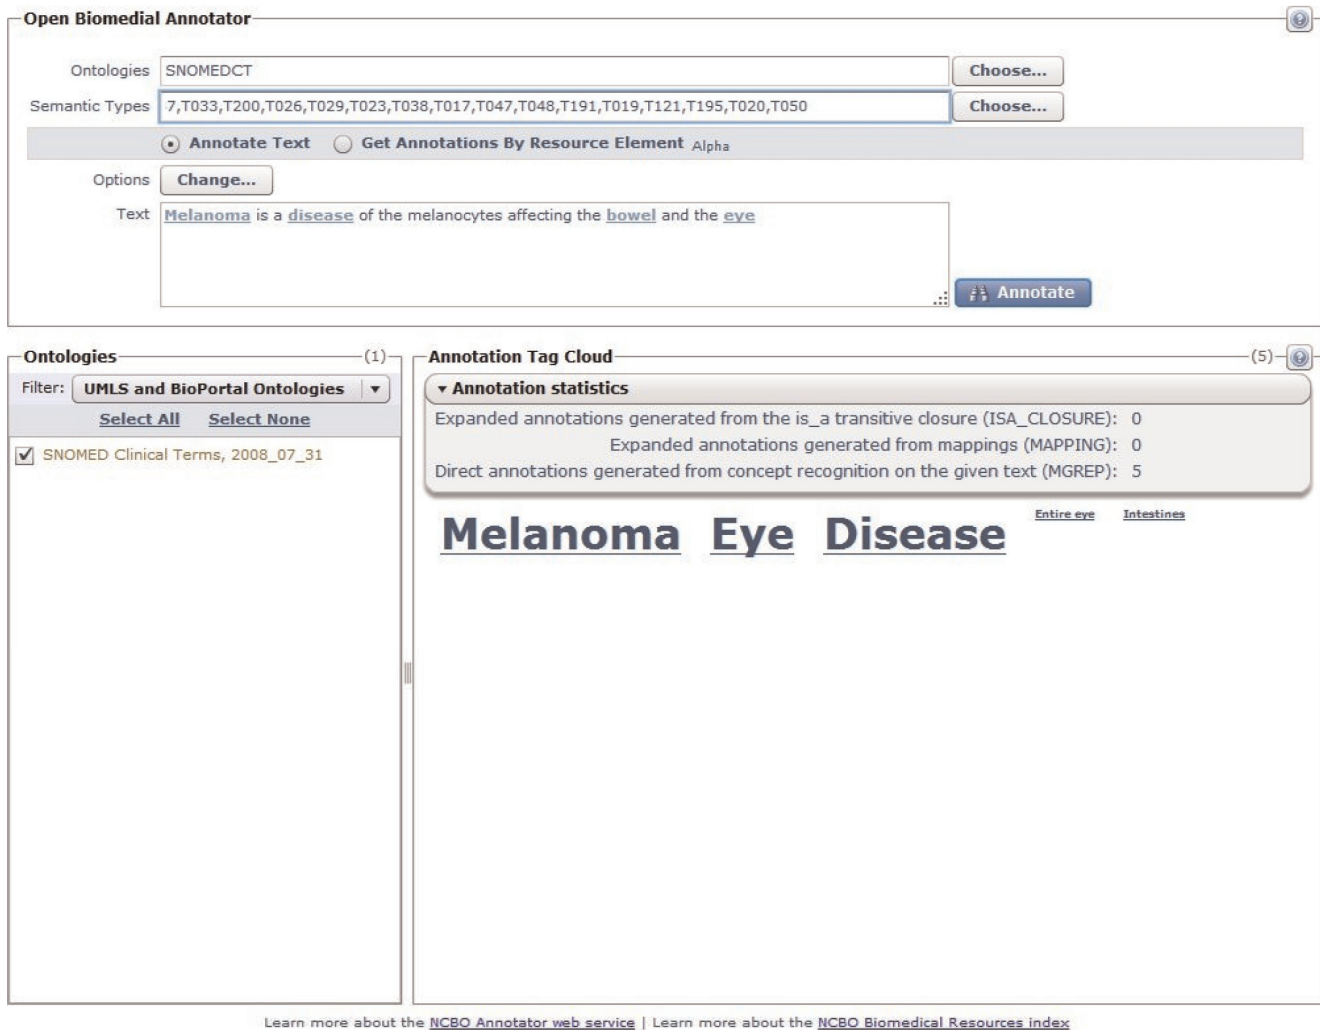 Open Biomedial Annotator
Ontologies SNOMEDCT Choose...
Semantic Types 7,T033,T200,T026,T029,T023,T038,T017,T047,T048,T191,T019,T121,T195,T020,T050 Choose...
Annotate Text Get Annotations By Resource Element Alpha
Options Change...
Text Melanoma is a disease of the melanocytes affecting the bowel and the eye
Annotate
Ontologies (1)
Filter: UMLS and BioPortal Ontologies
Select All Select None
SNOMED Clinical Terms, 2008_07_31
Annotation Tag Cloud (5)
Annotation statistics
Expanded annotations generated from the is_a transitive closure (ISA_CLOSURE): 0
Expanded annotations generated from mappings (MAPPING): 0
Direct annotations generated from concept recognition on the given text (MGREP): 5
Melanoma Eye Disease Entire eye Intestines
Learn more about the NCBO Annotator web service | Learn more about the NCBO Biomedical Resources index